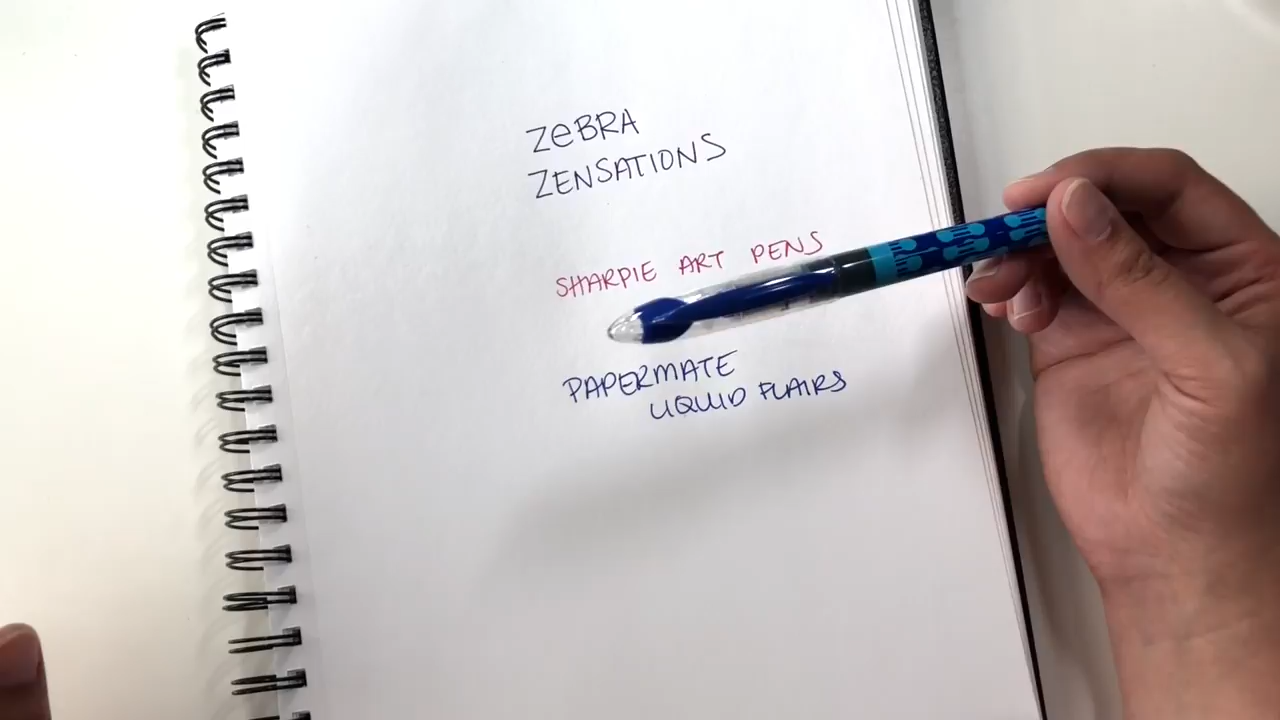 ZeBRA
ZENSATIONS
SHARPIE ART PENS
PAPERMATE
LIQUID FLAIRS